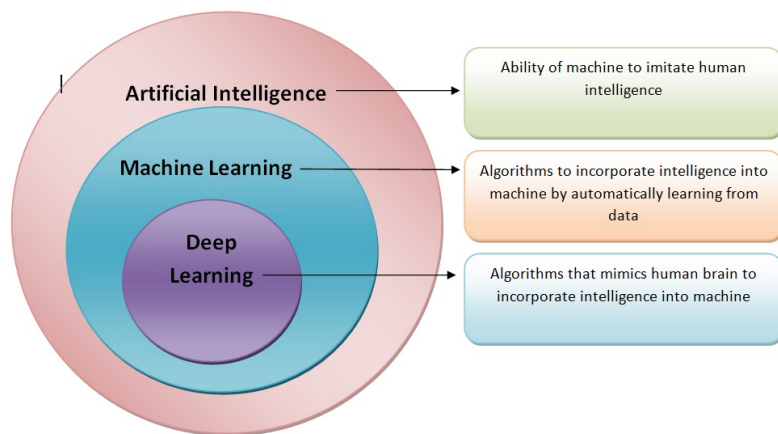 Artificial Intelligence
Ability of machine to imitate human
intelligence
Machine Learning
Algorithms to incorporate intelligence into
machine by automatically learning from
data
Deep
Learning
Algorithms that mimics human brain to
incorporate intelligence into machine